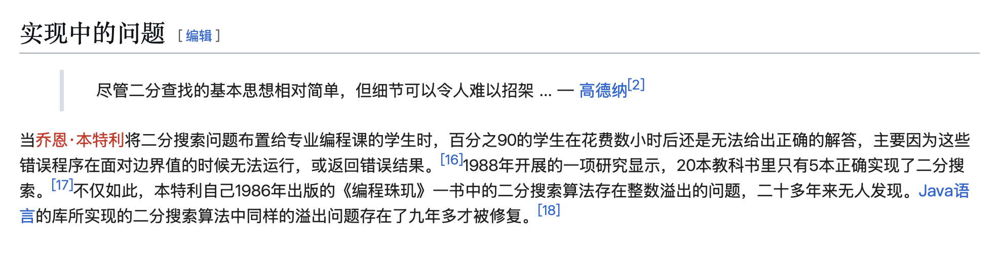 实现中的问题 [编辑]
尽管二分查找的基本思想相对简单，但细节可以令人难以招架 ... — 高德纳[2]
当乔恩·本特利将二分搜索问题布置给专业编程课的学生时，百分之90的学生在花费数小时后还是无法给出正确的解答，主要因为这些
错误程序在面对边界值的时候无法运行，或返回错误结果。[16]1988年开展的一项研究显示，20本教科书里只有5本正确实现了二分搜
索。[17]不仅如此，本特利自己1986年出版的《编程珠玑》一书中的二分搜索算法存在整数溢出的问题，二十多年来无人发现。Java语
言的库所实现的二分搜索算法中同样的溢出问题存在了九年多才被修复。[18]